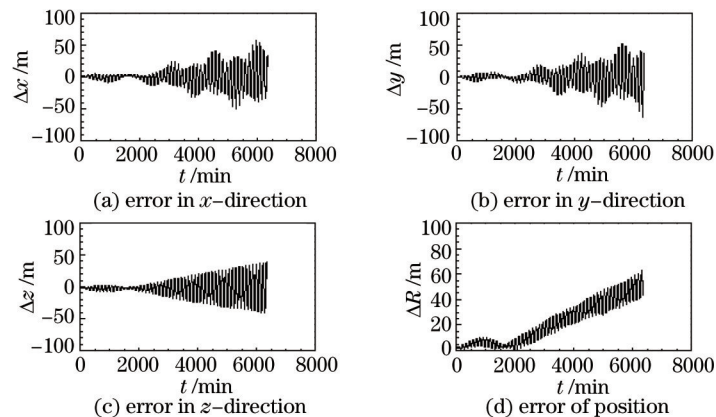 100
50
0
−50
−100
Δx /m
0 2000 4000 6000 8000
t /min
(a) error in x–direction
100
50
0
−50
−100
Δy /m
0 2000 4000 6000 8000
t /min
(b) error in y–direction
100
50
0
−50
−100
Δz /m
0 2000 4000 6000 8000
t /min
(c) error in z–direction
100
80
60
40
20
0
ΔR /m
0 2000 4000 6000 8000
t /min
(d) error of position